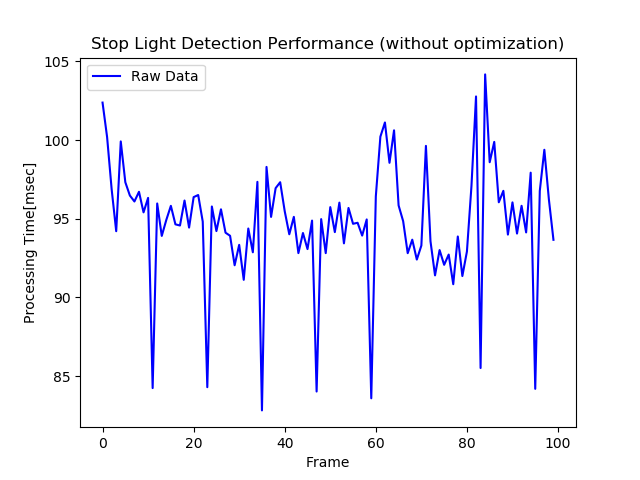 Stop Light Detection Performance (without optimization)
Raw Data
105
100
95
90
85
Processing Time[msec]
0 20 40 60 80 100
Frame